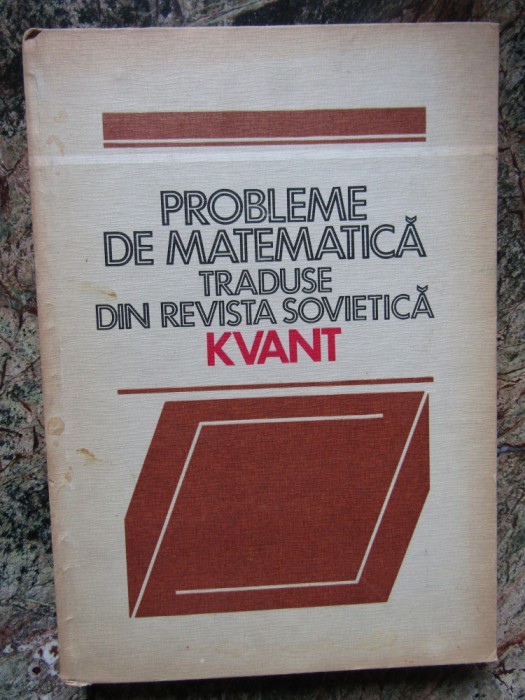 PROBLEME
DE MATEMATICĂ
TRADUSE
DIN REVISTA SOVIETICĂ
KVANT